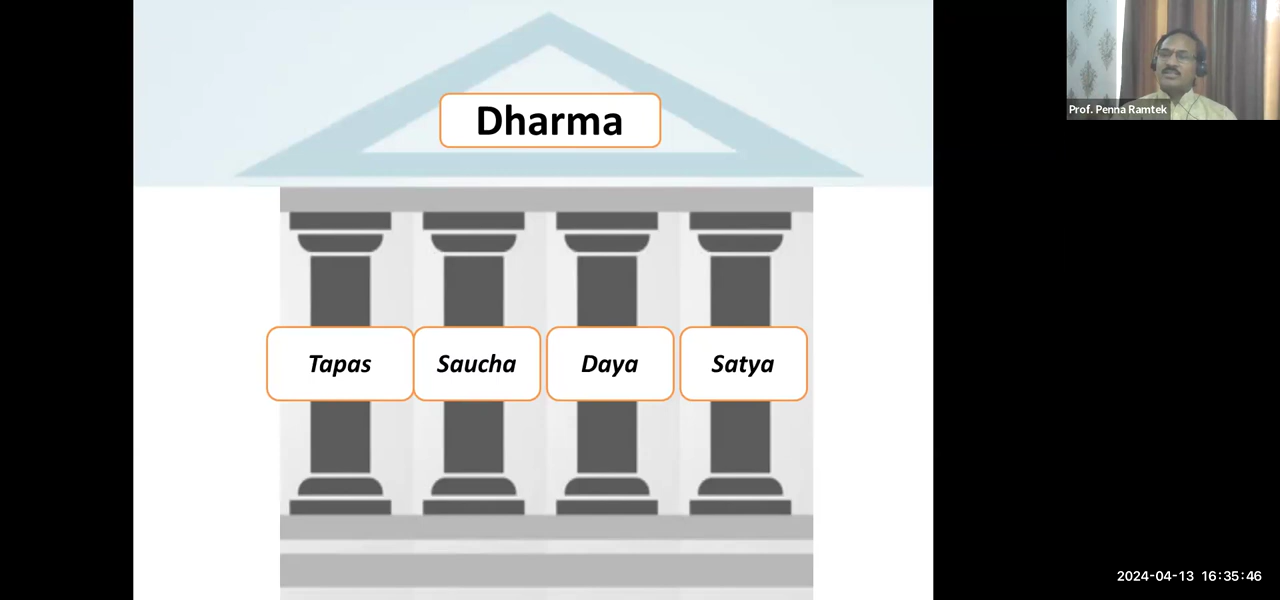 Dharma
Prof. Penna Ramtek
Tapas
Saucha
Daya
Satya
2024-04-13 16:35:46